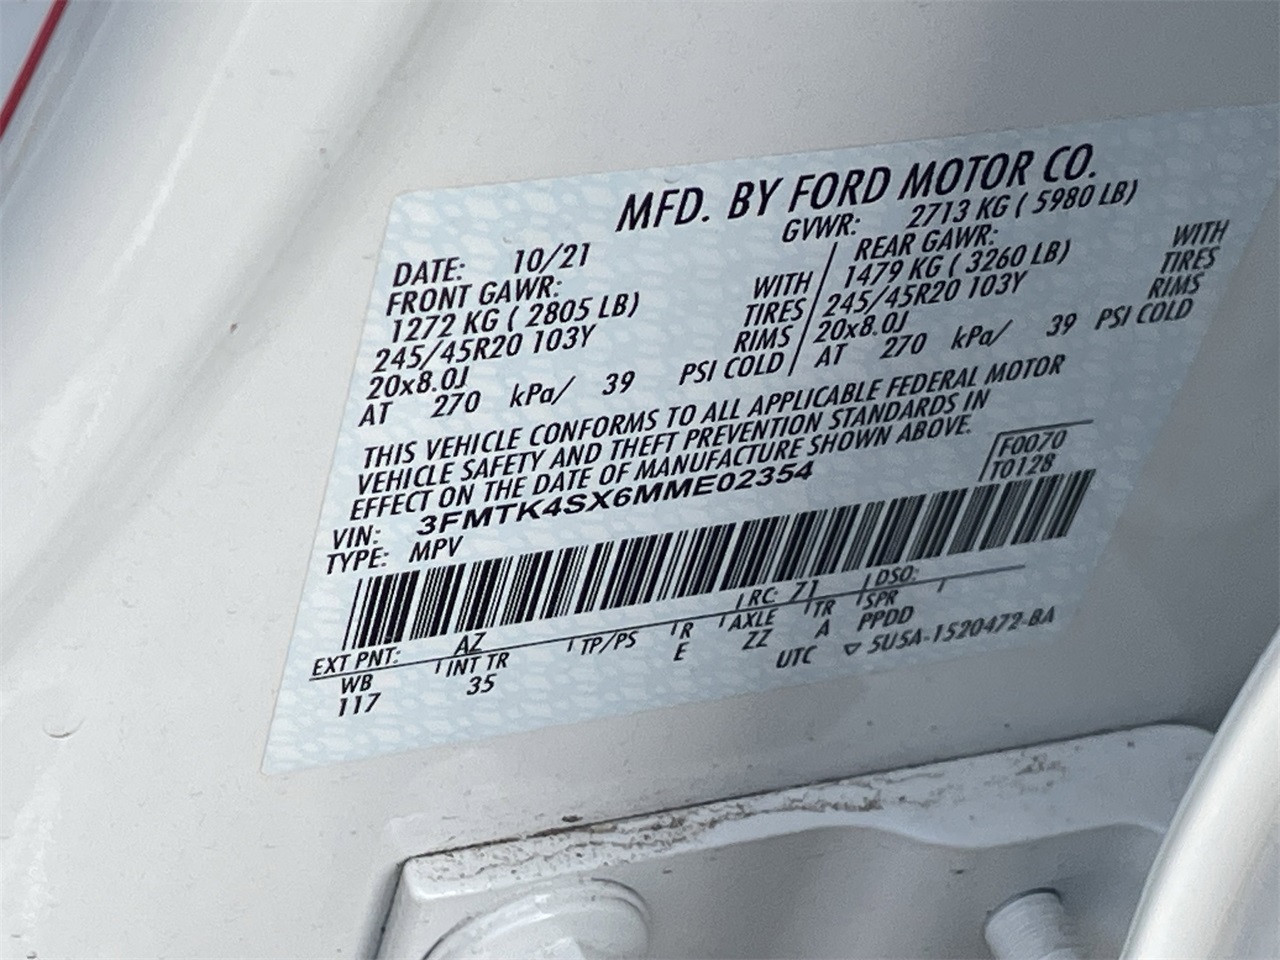 MFD. BY FORD MOTOR CO.
DATE: 10/21 GVWR: 2713 KG ( 5980 LB)
FRONT GAWR: REAR GAWR:
1272 KG ( 2805 LB) WITH 1479 KG ( 3260 LB) WITH
245/45R20 103Y TIRES 245/45R20 103Y TIRES
20x8.0J RIMS 20x8.0J RIMS
AT 270 kPa/ 39 PSI COLD AT 270 kPa/ 39 PSI COLD
THIS VEHICLE CONFORMS TO ALL APPLICABLE FEDERAL MOTOR
VEHICLE SAFETY AND THEFT PREVENTION STANDARDS IN
EFFECT ON THE DATE OF MANUFACTURE SHOWN ABOVE.
VIN: 3FMTK4SX6MME02354 F0070
TYPE: MPV T0128
EXT PNT: AZ RC: 71 DSO:
WB INT TR TP/PS R AXLE TR SPR
117 35 E ZZ A PPDD
UTC ▽ 5U5A-1520472-BA